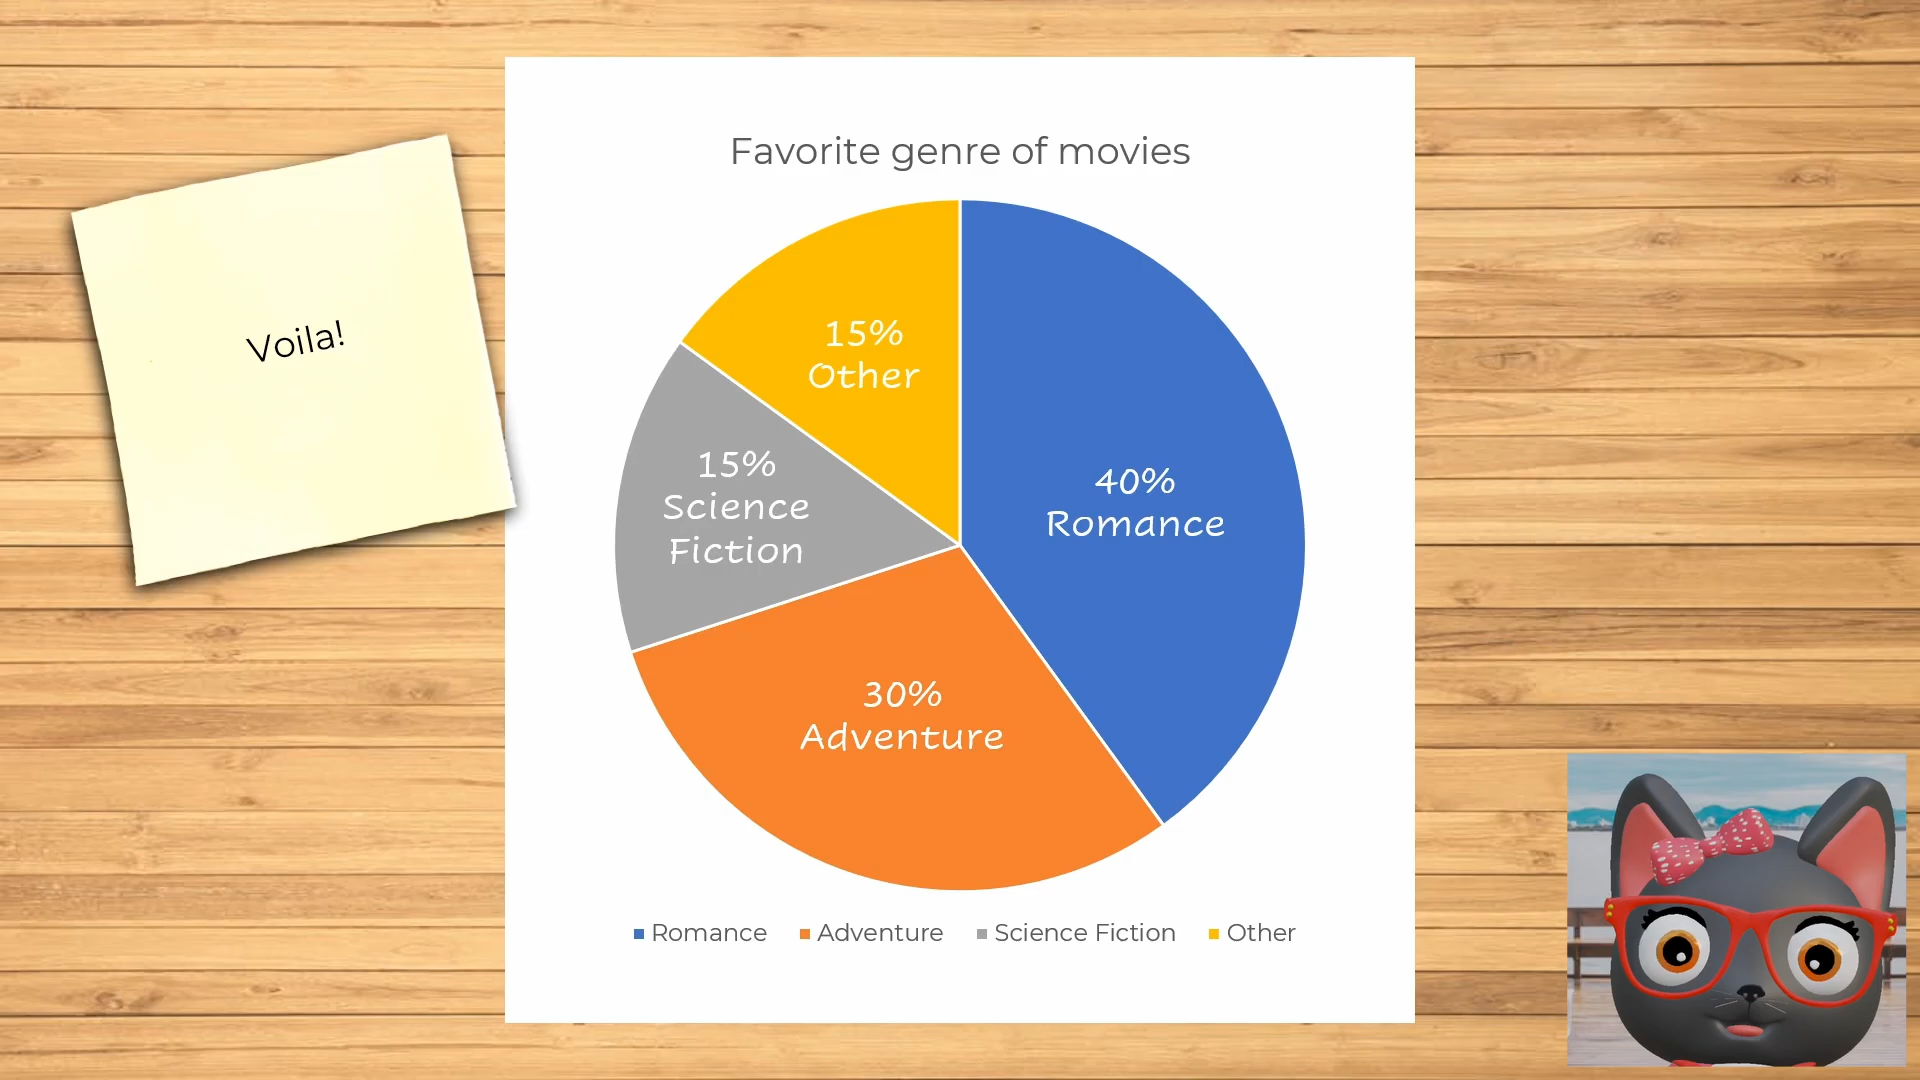 Voila!
Favorite genre of movies
15%
Other
40%
Romance
15%
Science
Fiction
30%
Adventure
Romance Adventure Science Fiction Other